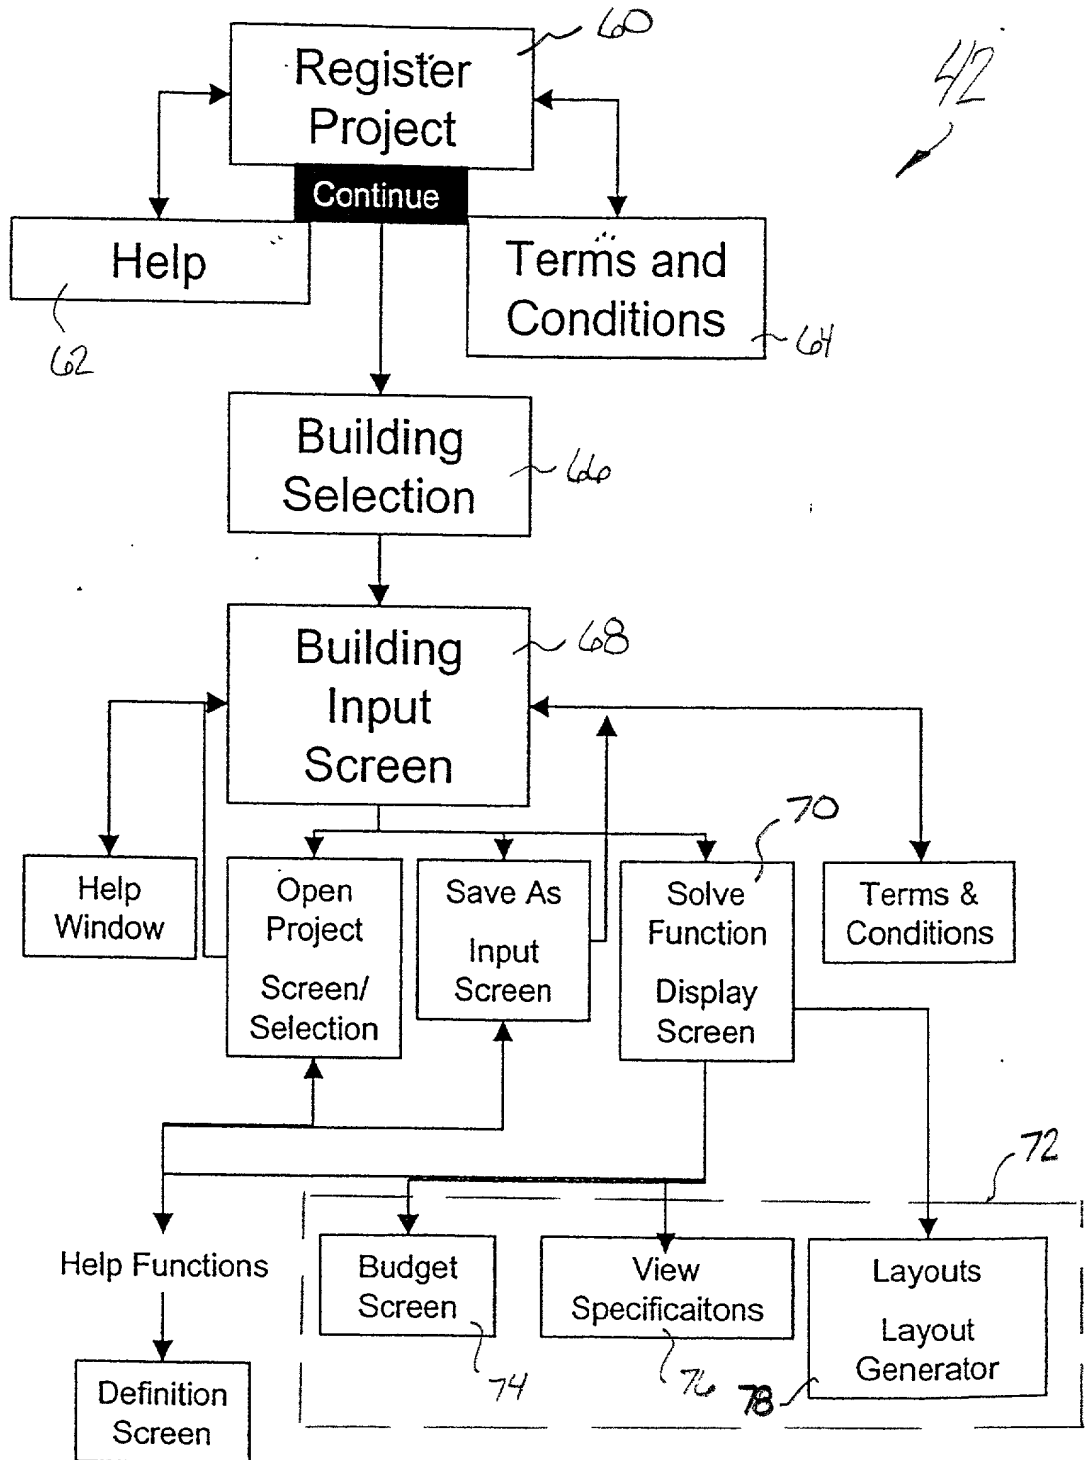 60
42
Register
Project
Continue
Help
Terms and
Conditions
62
64
Building
Selection
66
Building
Input
Screen
68
70
Help
Window
Open
Project
Screen/
Selection
Save As
Input
Screen
Solve
Function
Display
Screen
Terms &
Conditions
72
Help Functions
Budget
Screen
View
Specificaitons
Layouts
Layout
Generator
74
76
78
Definition
Screen